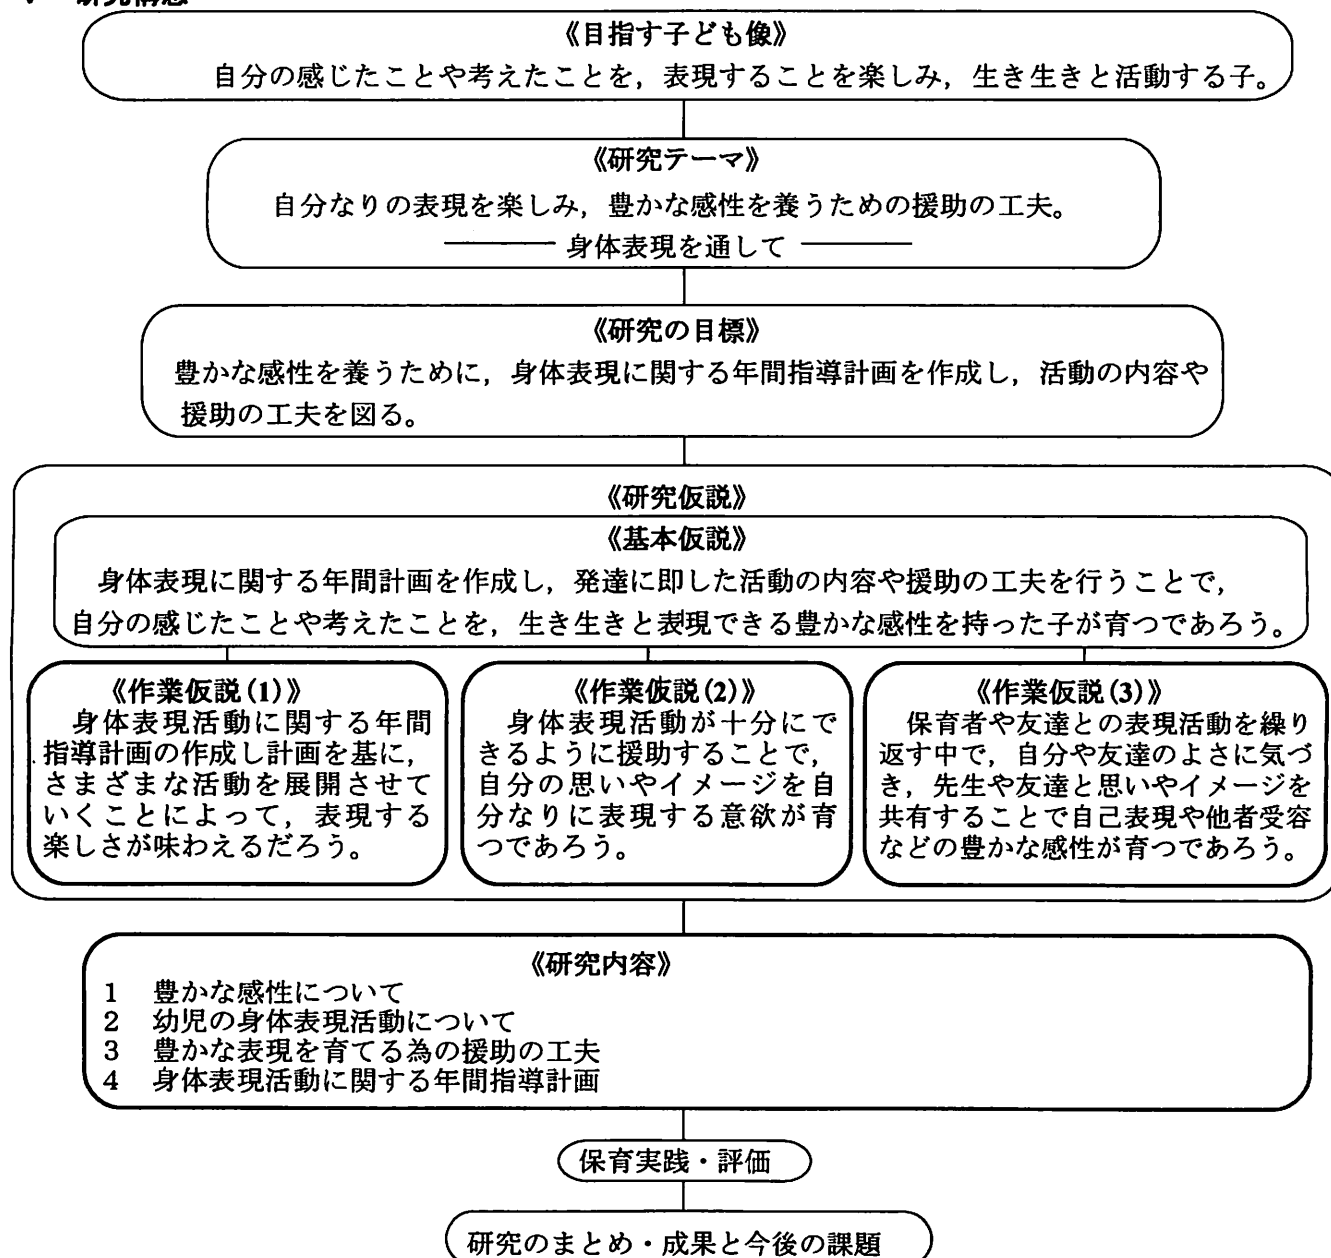 研究構想
《目指す子ども像》
自分の感じたことや考えたことを，表現することを楽しみ，生き生きと活動する子。
《研究テーマ》
自分なりの表現を楽しみ，豊かな感性を養うための援助の工夫。
――― 身体表現を通して ―――
《研究の目標》
豊かな感性を養うために，身体表現に関する年間指導計画を作成し，活動の内容や
援助の工夫を図る。
《研究仮説》
《基本仮説》
身体表現に関する年間計画を作成し，発達に即した活動の内容や援助の工夫を行うことで，
自分の感じたことや考えたことを，生き生きと表現できる豊かな感性を持った子が育つであろう。
《作業仮説(1)》
身体表現活動に関する年間
指導計画の作成し計画を基に，
さまざまな活動を展開させて
いくことによって，表現する
楽しさが味わえるだろう。
《作業仮説(2)》
身体表現活動が十分にで
きるように援助することで，
自分の思いやイメージを自
分なりに表現する意欲が育
つであろう。
《作業仮説(3)》
保育者や友達との表現活動を繰り
返す中で，自分や友達のよさに気づ
き，先生や友達と思いやイメージを
共有することで自己表現や他者受容
などの豊かな感性が育つであろう。
《研究内容》
1 豊かな感性について
2 幼児の身体表現活動について
3 豊かな表現を育てる為の援助の工夫
4 身体表現活動に関する年間指導計画
保育実践・評価
研究のまとめ・成果と今後の課題